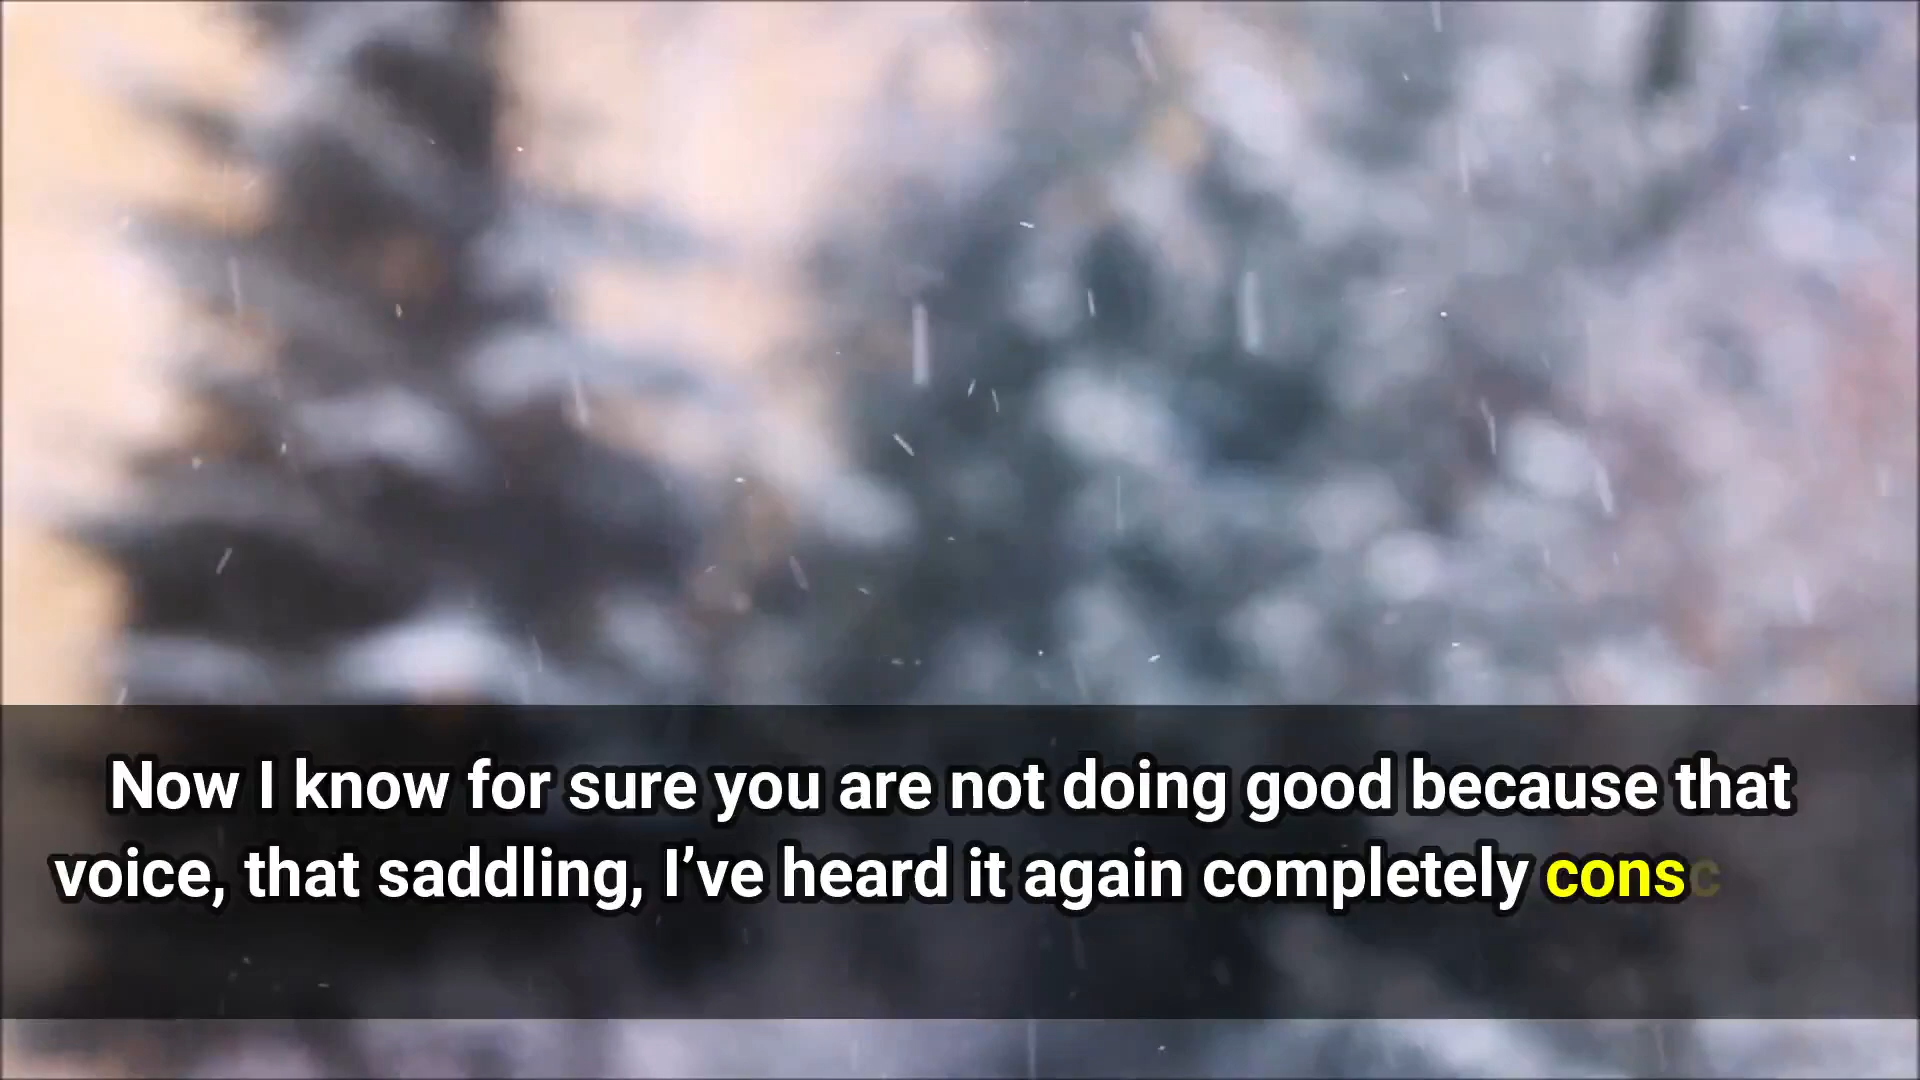 Now I know for sure you are not doing good because that
voice, that saddling, I’ve heard it again completely consc